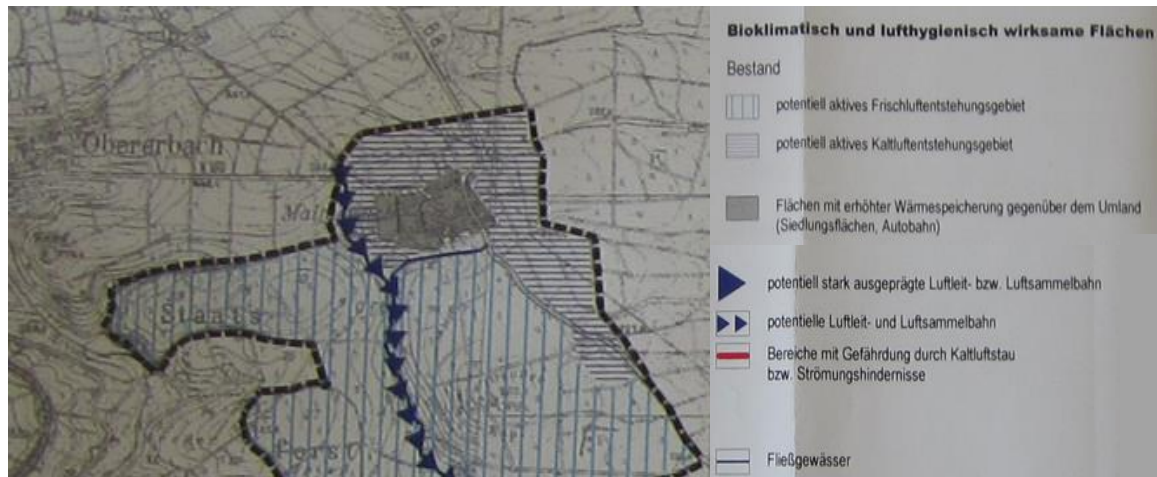 Obererbach
Staats
Forst
Bioklimatisch und lufthygienisch wirksame Flächen
Bestand
potentiell aktives Frischluftentstehungsgebiet
potentiell aktives Kaltluftentstehungsgebiet
Flächen mit erhöhter Wärmespeicherung gegenüber dem Umland
(Siedlungsflächen, Autobahn)
potentiell stark ausgeprägte Luftleit- bzw. Luftsammelbahn
potentielle Luftleit- und Luftsammelbahn
Bereiche mit Gefährdung durch Kaltluftstau
bzw. Strömungshindernisse
Fließgewässer